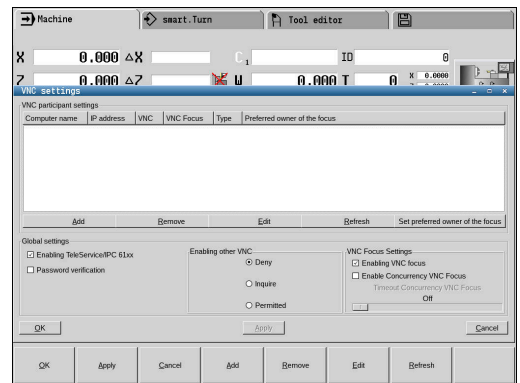 Machine smart.Turn Tool editor
X 0.000 ΔX C 1 ID 0
Z 0.000 ΔZ W 0.000 T 0 X 0.0000
VNC settings
VNC participant settings
Computer name IP address VNC VNC Focus Type Preferred owner of the focus
Add Remove Edit Refresh Set preferred owner of the focus
Global settings
Enabling TeleService/IPC 61xx
Password verification
Enabling other VNC
Deny
Inquire
Permitted
VNC Focus Settings
Enabling VNC focus
Enable Concurrency VNC Focus
Timeout Concurrency VNC Focus
Off
OK Apply Cancel
OK Apply Cancel Add Remove Edit Refresh